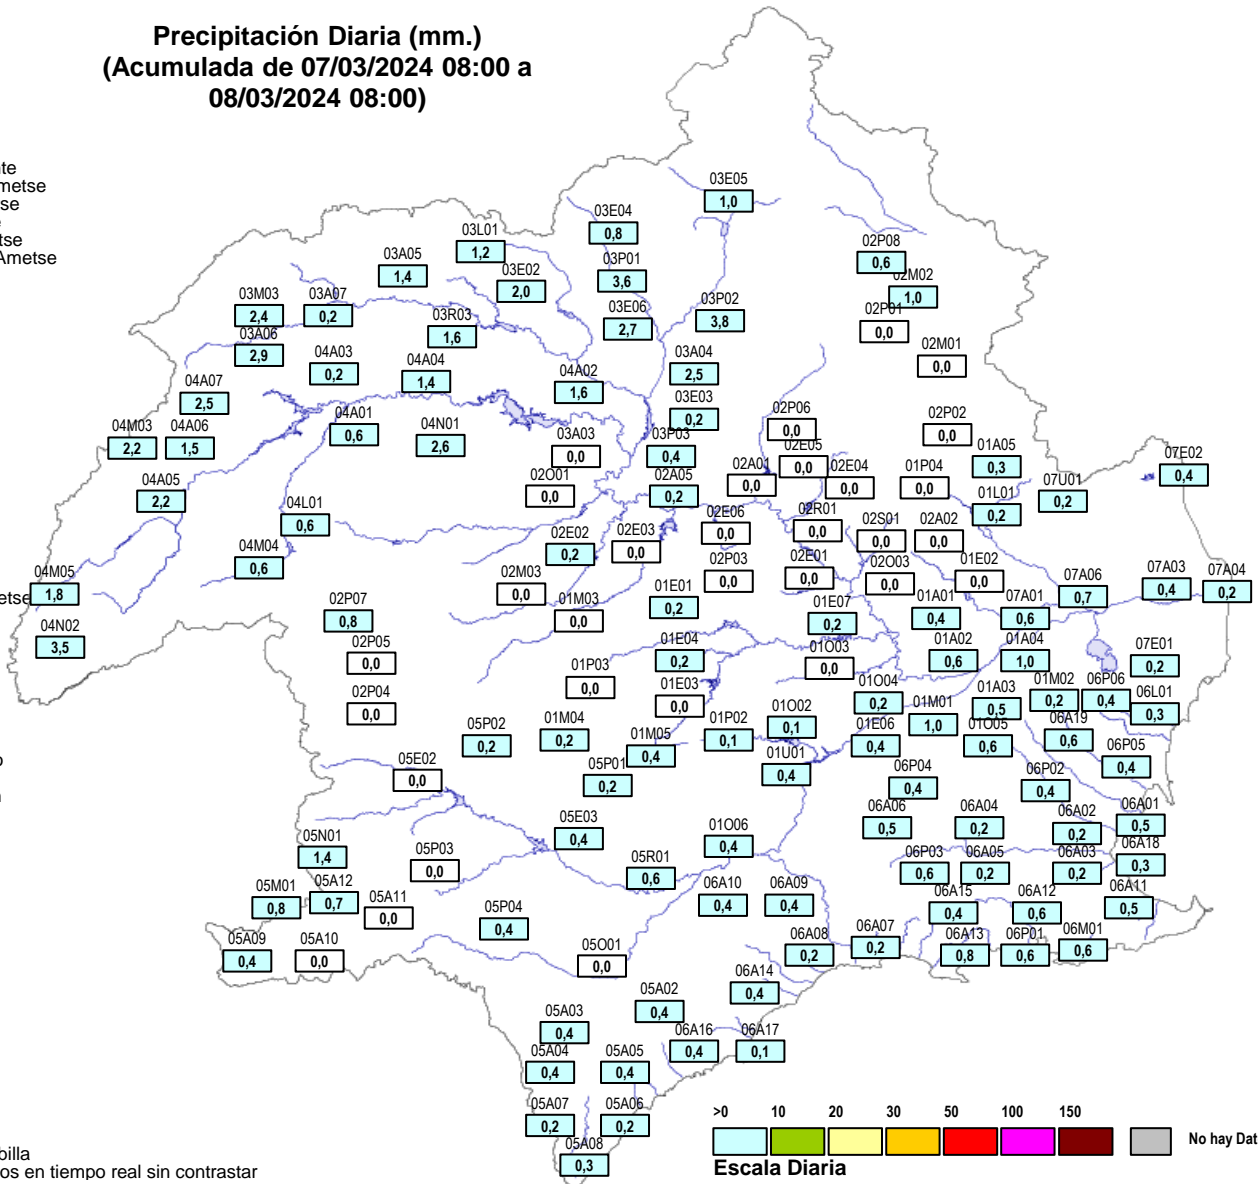 Precipitación Diaria (mm.)
(Acumulada de 07/03/2024 08:00 a
08/03/2024 08:00)
nte
metse
tse
e
tse
Ametse
etse
o
n
billa
os en tiempo real sin contrastar
03E05
1,0
03E04
0,8
03L01
1,2
03A05
1,4
03P01
3,6
03E02
2,0
02P08
0,6
02M02
1,0
03M03
2,4
03A07
0,2
03R03
1,6
03E06
2,7
03P02
3,8
02P01
0,0
03A06
2,9
04A03
0,2
04A04
1,4
04A02
1,6
03A04
2,5
02M01
0,0
04A07
2,5
03E03
0,2
04M03
2,2
04A06
1,5
04A01
0,6
04N01
2,6
03A03
0,0
03P03
0,4
02P06
0,0
02E05
0,0
02P02
0,0
01A05
0,3
07E02
0,4
04A05
2,2
02O01
0,0
02A05
0,2
02A01
0,0
02E04
0,0
01P04
0,0
07U01
0,2
01L01
0,2
04L01
0,6
02E06
0,0
02R01
0,0
02S01
0,0
02A02
0,0
04M04
0,6
02E02
0,2
02E03
0,0
02P03
0,0
02E01
0,0
02O03
0,0
01E02
0,0
04M05
1,8
02M03
0,0
01M03
0,0
01E01
0,2
07A06
0,7
07A03
0,4
07A04
0,2
02P07
0,8
01E07
0,2
01A01
0,4
07A01
0,6
04N02
3,5
02P05
0,0
01E04
0,2
01O03
0,0
01A02
0,6
01A04
1,0
07E01
0,2
01P03
0,0
01E03
0,0
01O04
0,2
01A03
0,5
01M02
0,2
06P06
0,4
06L01
0,3
02P04
0,0
05P02
0,2
01M04
0,2
01M05
0,4
01P02
0,1
01O02
0,1
01E06
0,4
01M01
1,0
01O05
0,6
06A19
0,6
06P05
0,4
05E02
0,0
05P01
0,2
01U01
0,4
06P04
0,4
06P02
0,4
05E03
0,4
06A06
0,5
06A04
0,2
06A02
0,2
06A01
0,5
05N01
1,4
05P03
0,0
05R01
0,6
01O06
0,4
06P03
0,6
06A05
0,2
06A03
0,2
06A18
0,3
05M01
0,8
05A12
0,7
05A11
0,0
06A10
0,4
06A09
0,4
06A15
0,4
06A12
0,6
06A11
0,5
05P04
0,4
05A09
0,4
05A10
0,0
05O01
0,0
06A08
0,2
06A07
0,2
06A13
0,8
06P01
0,6
06M01
0,6
06A14
0,4
05A02
0,4
05A03
0,4
06A16
0,4
06A17
0,1
05A04
0,4
05A05
0,4
05A07
0,2
05A06
0,2
05A08
0,3
>0 10 20 30 50 100 150
No hay Dat
Escala Diaria